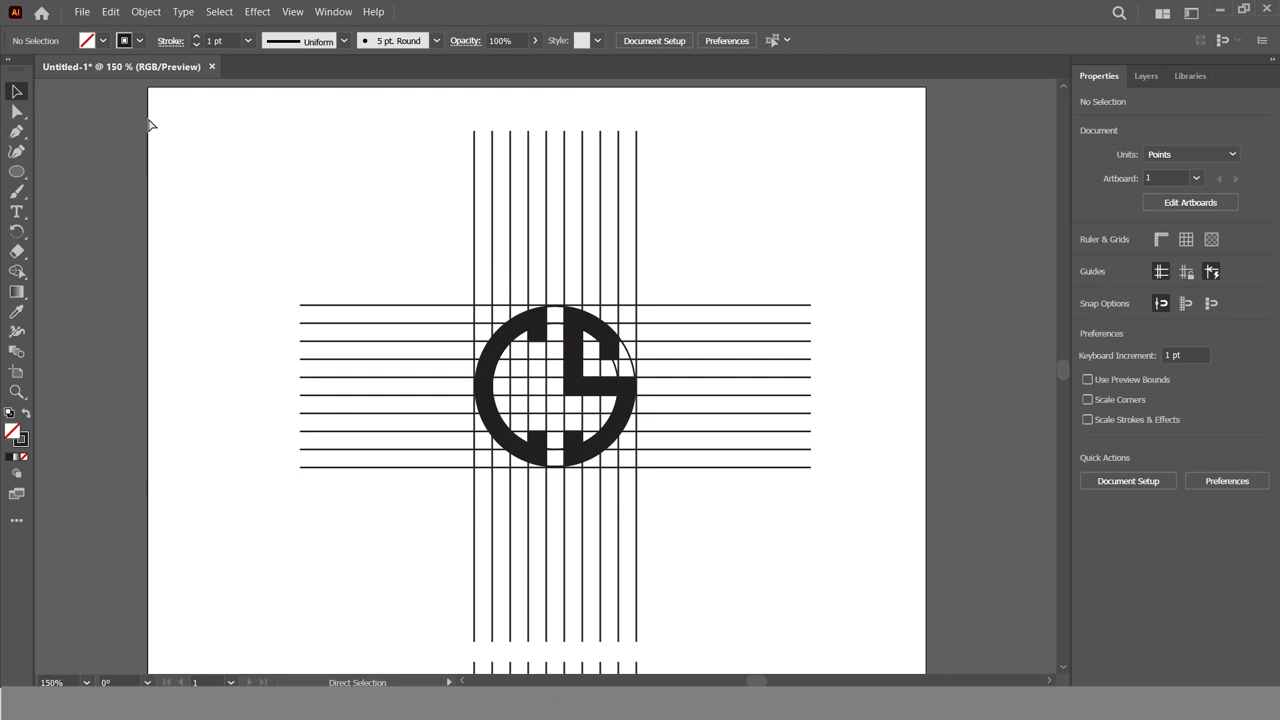 Ai File Edit Object Type Select Effect View Window Help
No Selection Stroke: 1 pt Uniform 5 pt. Round Opacity: 100% Style: Document Setup Preferences
Untitled-1* @ 150 % (RGB/Preview)
Properties Layers Libraries
No Selection
Document
Units: Points
Artboard: 1
Edit Artboards
Ruler & Grids
Guides
Snap Options
Preferences
Keyboard Increment: 1 pt
Use Preview Bounds
Scale Corners
Scale Strokes & Effects
Quick Actions
Document Setup Preferences
150% 0° 1 Direct Selection